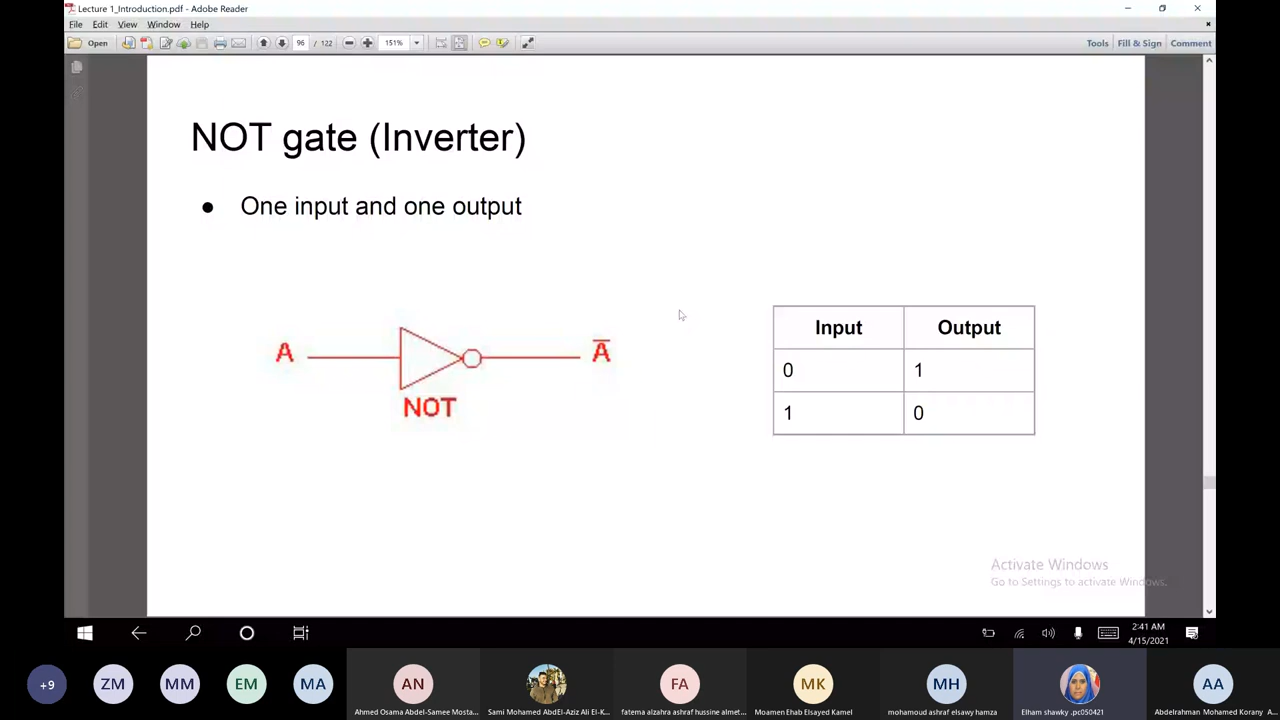 Lecture 1_Introduction.pdf - Adobe Reader
File Edit View Window Help
Open 96 / 122 151% Tools Fill & Sign Comment
NOT gate (Inverter)
● One input and one output
A Ā
NOT
Input Output
0 1
1 0
Activate Windows
Go to Settings to activate Windows.
2:41 AM
4/15/2021
+9 ZM MM EM MA AN FA MK MH AA
Ahmed Osama Abdel-Samee Mosta... Sami Mohamed AbdEl-Aziz Ali El-K... fatema alzahra ashraf hussine almet... Moamen Ehab Elsayed Kamel mohamoud ashraf elsawy hamza Elham shawky .pc050421 Abdelrahman Mohamed Korany A...